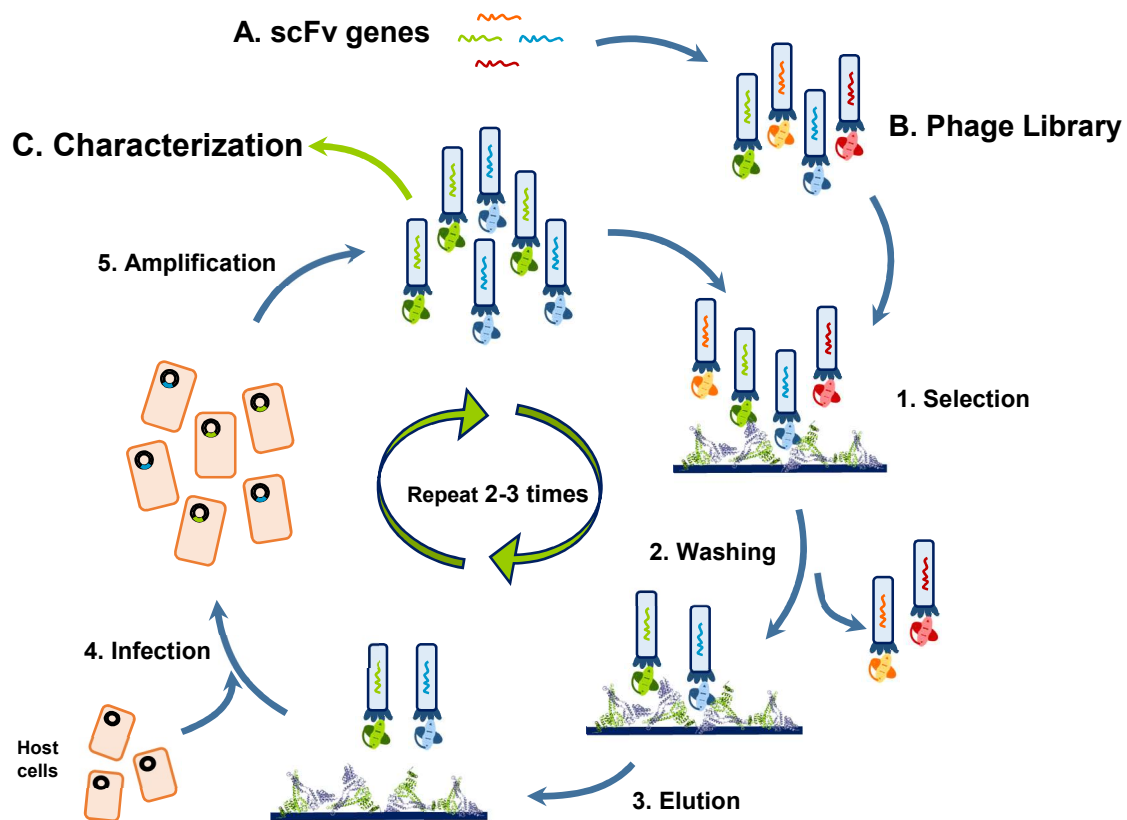 A. scFv genes
B. Phage Library
C. Characterization
5. Amplification
1. Selection
Repeat 2-3 times
2. Washing
4. Infection
Host
cells
3. Elution